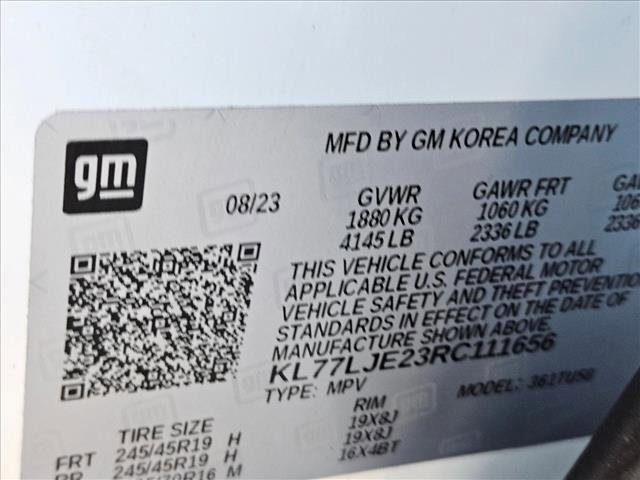 gm
MFD BY GM KOREA COMPANY
08/23 GVWR GAWR FRT
1880 KG 1060 KG
4145 LB 2336 LB 2336
THIS VEHICLE CONFORMS TO ALL
APPLICABLE U.S. FEDERAL MOTOR
VEHICLE SAFETY AND THEFT PREVENTION
STANDARDS IN EFFECT ON THE DATE OF
MANUFACTURE SHOWN ABOVE.
KL77LJE23RC111656
TYPE: MPV MODEL:
TIRE SIZE RIM
FRT 245/45R19 H 19X8J
RR 245/45R19 H 19X8J
R16 M 16X4BT